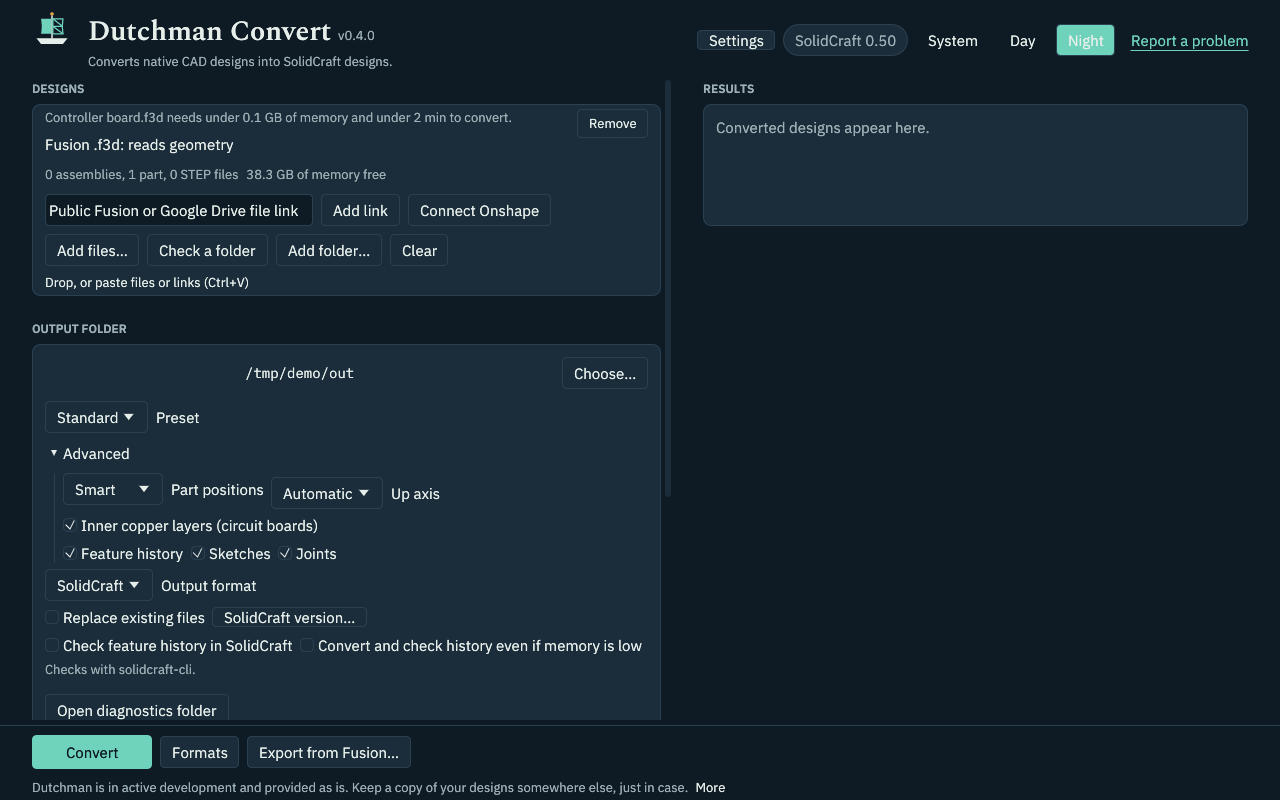 Dutchman Convert v0.4.0
Converts native CAD designs into SolidCraft designs.
Settings SolidCraft 0.50 System Day Night Report a problem
DESIGNS
Controller board.f3d needs under 0.1 GB of memory and under 2 min to convert.
Remove
Fusion .f3d: reads geometry
0 assemblies, 1 part, 0 STEP files 38.3 GB of memory free
Public Fusion or Google Drive file link Add link Connect Onshape
Add files... Check a folder Add folder... Clear
Drop, or paste files or links (Ctrl+V)
OUTPUT FOLDER
/tmp/demo/out Choose...
Standard Preset
Advanced
Smart Part positions Automatic Up axis
Inner copper layers (circuit boards)
Feature history Sketches Joints
SolidCraft Output format
Replace existing files SolidCraft version...
Check feature history in SolidCraft Convert and check history even if memory is low
Checks with solidcraft-cli.
Open diagnostics folder
RESULTS
Converted designs appear here.
Convert Formats Export from Fusion...
Dutchman is in active development and provided as is. Keep a copy of your designs somewhere else, just in case. More